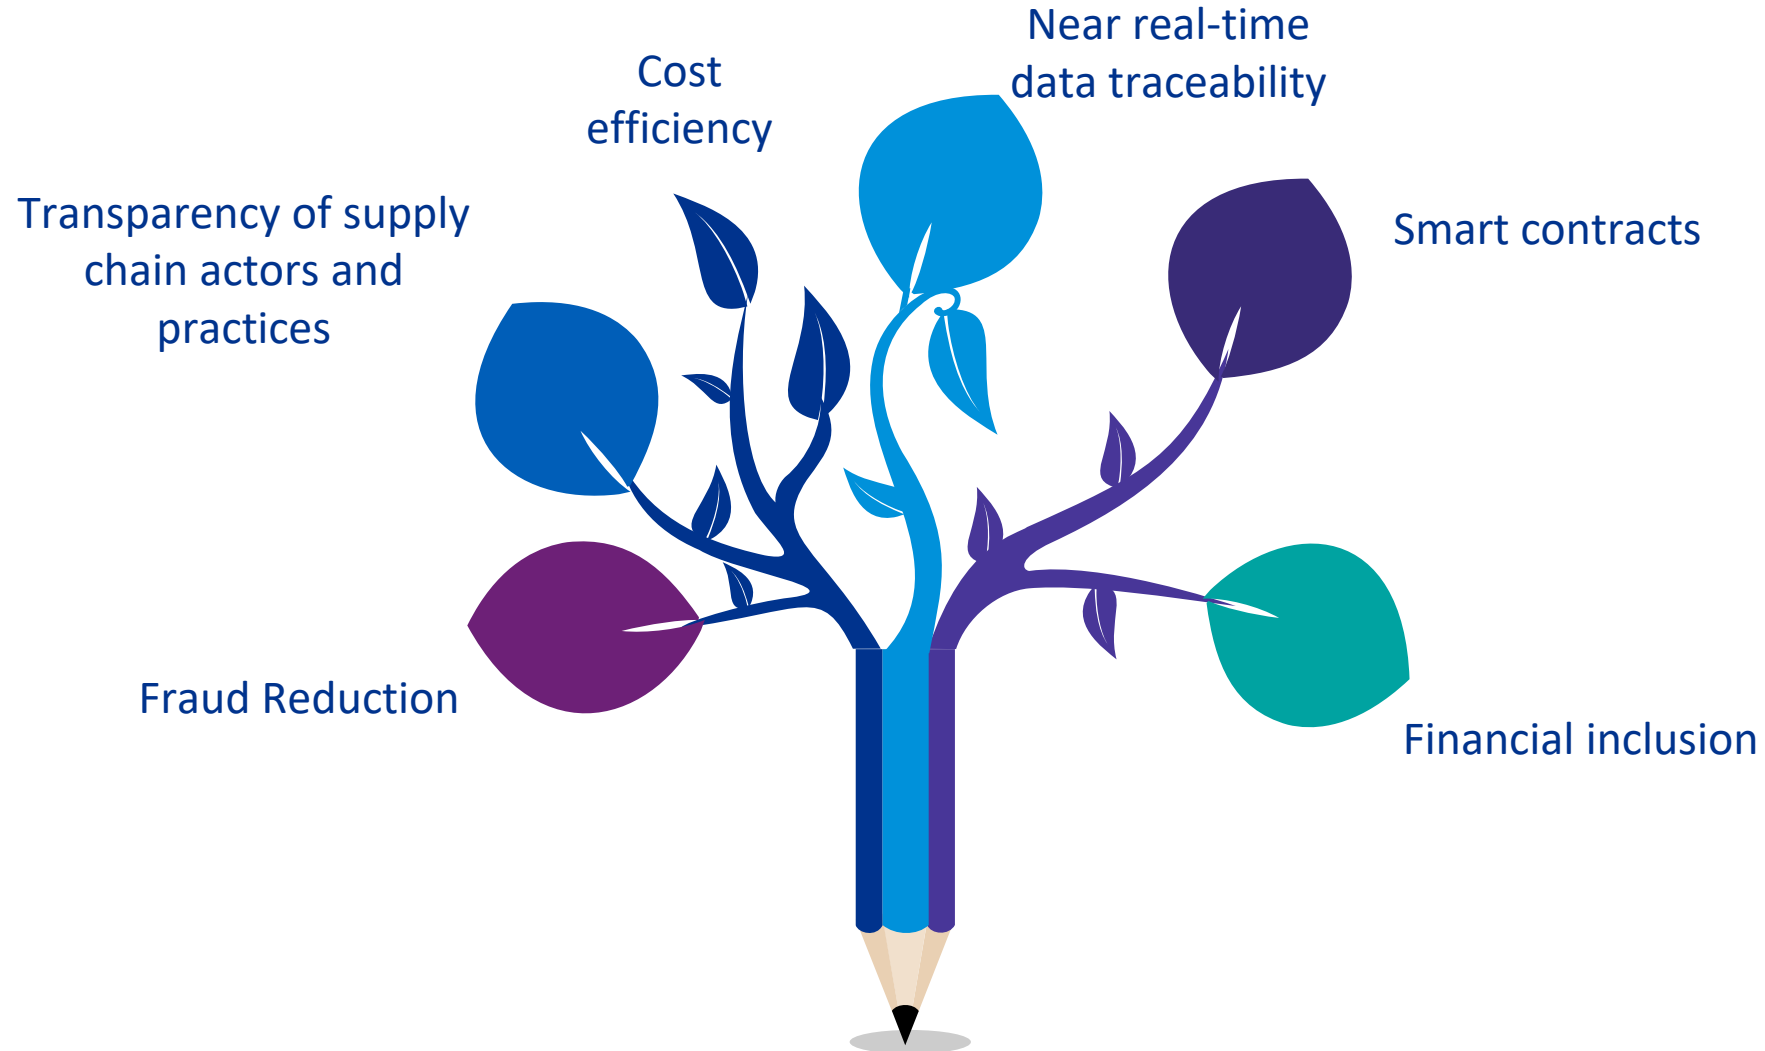 Near real-time
data traceability
Cost
efficiency
Transparency of supply
chain actors and
practices
Smart contracts
Fraud Reduction
Financial inclusion